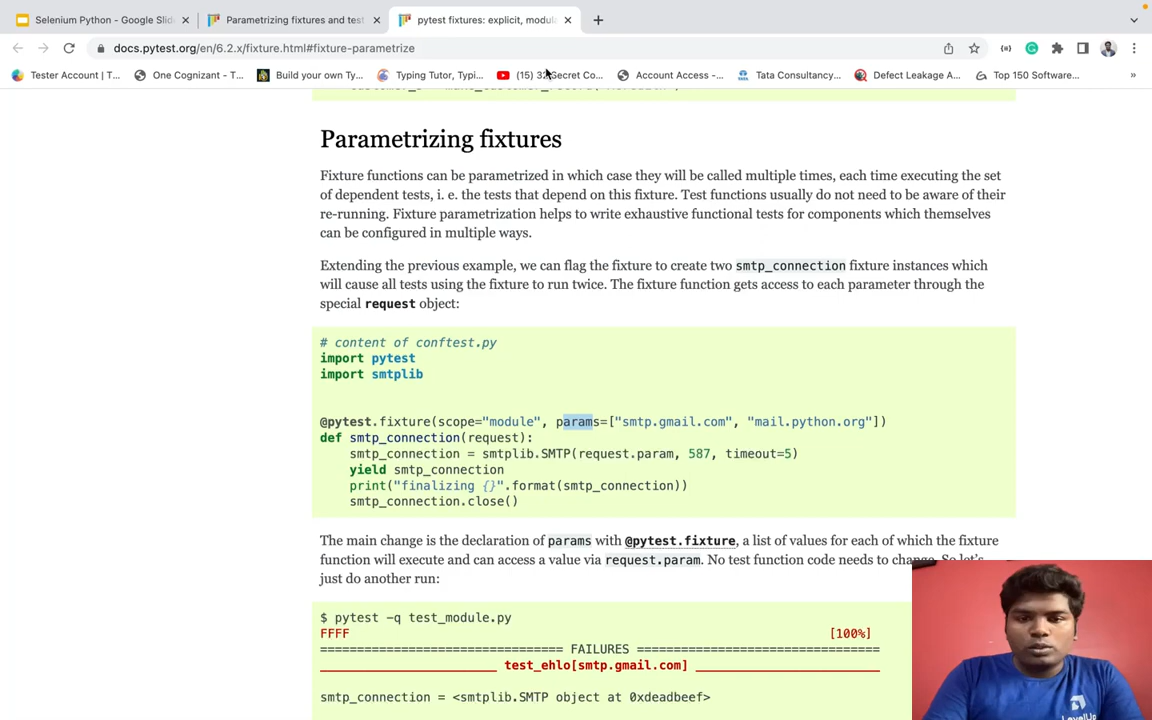 Selenium Python - Google Slid
Parametrizing fixtures and test
pytest fixtures: explicit, modula
docs.pytest.org/en/6.2.x/fixture.html#fixture-parametrize
Tester Account | T...
One Cognizant - T...
Build your own Ty...
Typing Tutor, Typi...
(15) 32 Secret Co...
Account Access -...
Tata Consultancy...
Defect Leakage A...
Top 150 Software...
»
Parametrizing fixtures
Fixture functions can be parametrized in which case they will be called multiple times, each time executing the set
of dependent tests, i. e. the tests that depend on this fixture. Test functions usually do not need to be aware of their
re-running. Fixture parametrization helps to write exhaustive functional tests for components which themselves
can be configured in multiple ways.
Extending the previous example, we can flag the fixture to create two smtp_connection fixture instances which
will cause all tests using the fixture to run twice. The fixture function gets access to each parameter through the
special request object:
# content of conftest.py
import pytest
import smtplib
@pytest.fixture(scope="module", params=["smtp.gmail.com", "mail.python.org"])
def smtp_connection(request):
smtp_connection = smtplib.SMTP(request.param, 587, timeout=5)
yield smtp_connection
print("finalizing {}".format(smtp_connection))
smtp_connection.close()
The main change is the declaration of params with @pytest.fixture, a list of values for each of which the fixture
function will execute and can access a value via request.param. No test function code needs to change. So let's
just do another run:
$ pytest -q test_module.py
FFFF [100%]
================================= FAILURES =================================
________________________ test_ehlo[smtp.gmail.com] _________________________
smtp_connection = <smtplib.SMTP object at 0xdeadbeef>
LevelUp